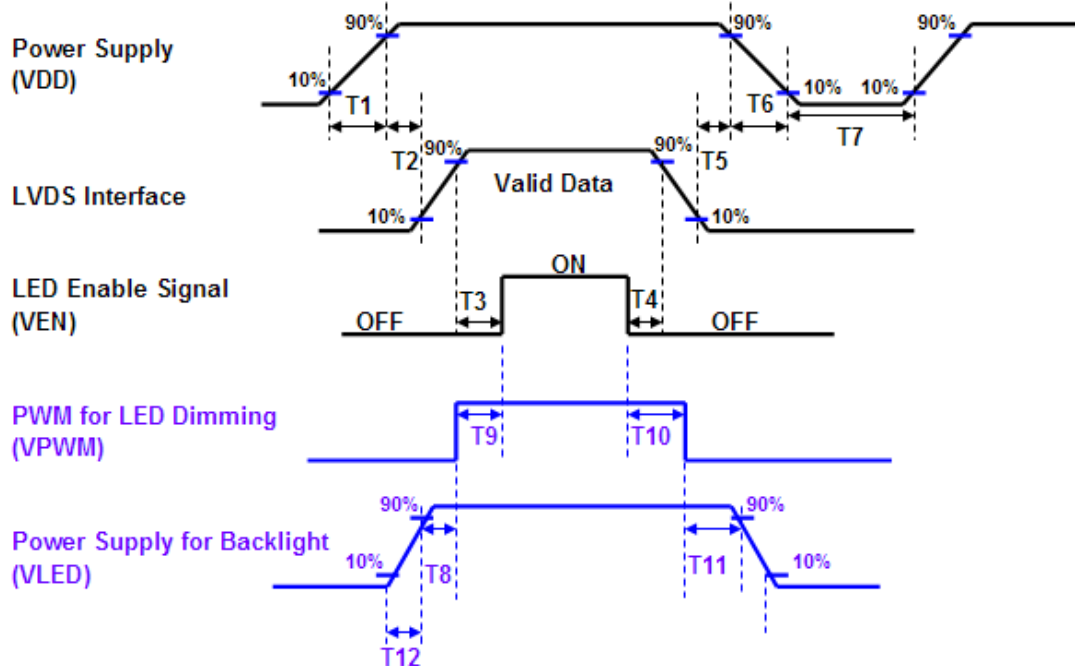 90%
90%
90%
Power Supply
(VDD)
10%
10%
10%
T1
T6
T7
T2
90%
90%
T5
Valid Data
LVDS Interface
10%
10%
ON
LED Enable Signal
(VEN)
T3
T4
OFF
OFF
PWM for LED Dimming
(VPWM)
T9
T10
90%
90%
Power Supply for Backlight
(VLED)
10%
T8
T11
10%
T12